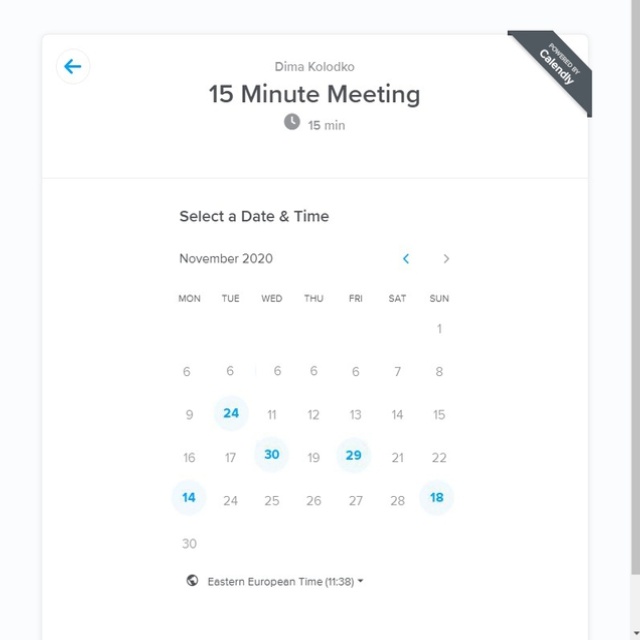 POWERED BY
Calendly
Dima Kolodko
15 Minute Meeting
15 min
Select a Date & Time
November 2020
MON TUE WED THU FRI SAT SUN
1
6 6 6 6 6 7 8
9 24 11 12 13 14 15
16 17 30 19 29 21 22
14 24 25 26 27 28 18
30
Eastern European Time (11:38)